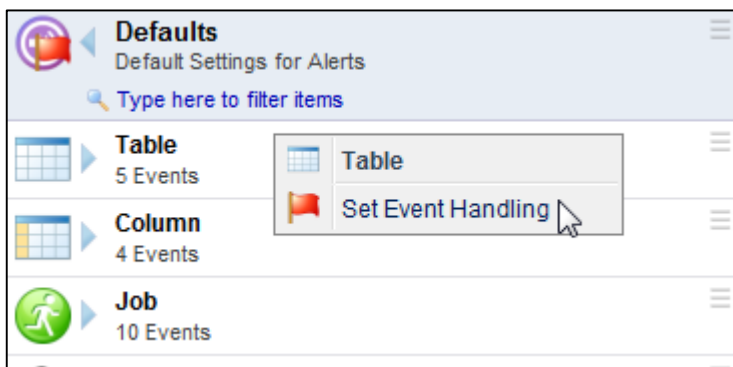 Defaults
Default Settings for Alerts
Type here to filter items
Table
5 Events
Table
Set Event Handling
Column
4 Events
Job
10 Events